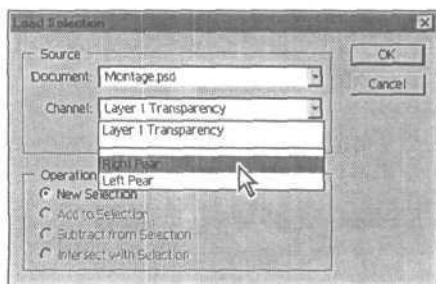 Load Selection
Source
Document: Montage.psd
Channel: Layer 1 Transparency
Layer 1 Transparency
Right Pear
Left Pear
Operation
New Selection
Add to Selection
Subtract from Selection
Intersect with Selection
OK
Cancel